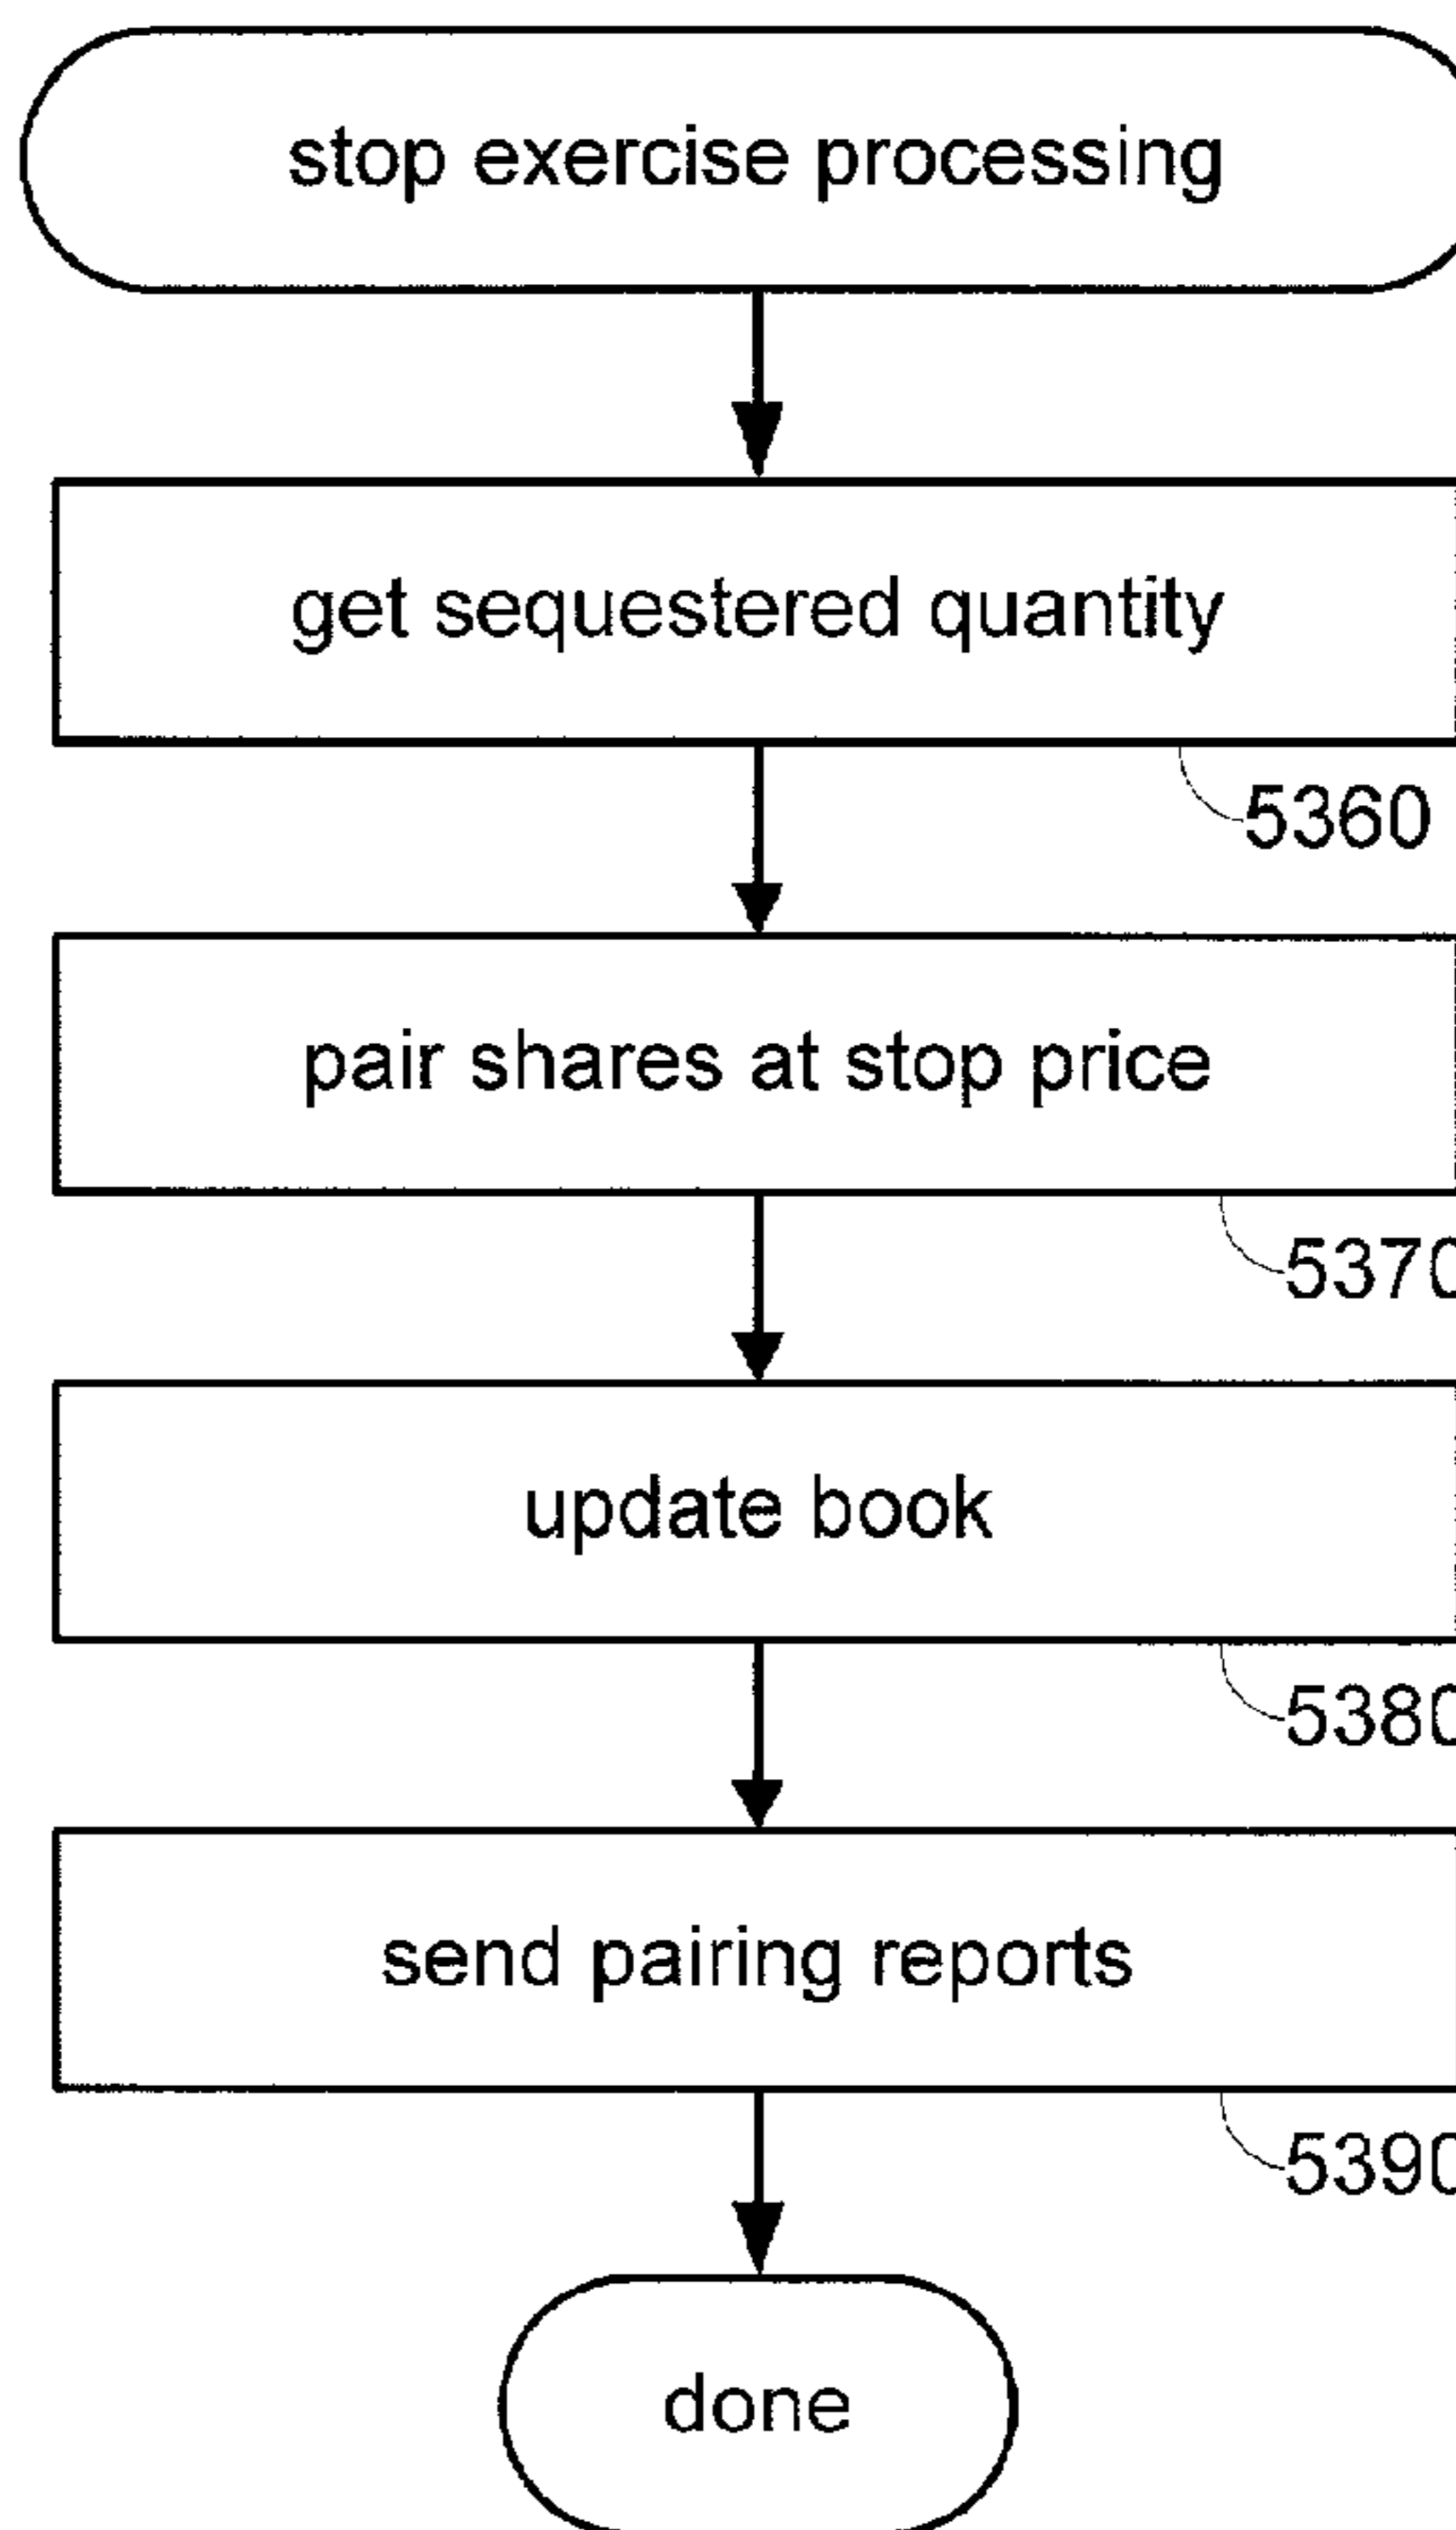 stop exercise processing
get sequestered quantity
5360
pair shares at stop price
5370
update book
5380
send pairing reports
5390
done